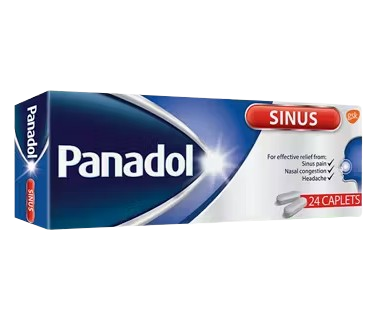 Panadol
SINUS
Panadol
SINUS
gsk
For effective relief from:
Sinus pain ✓
Nasal congestion ✓
Headache ✓
24 CAPLETS